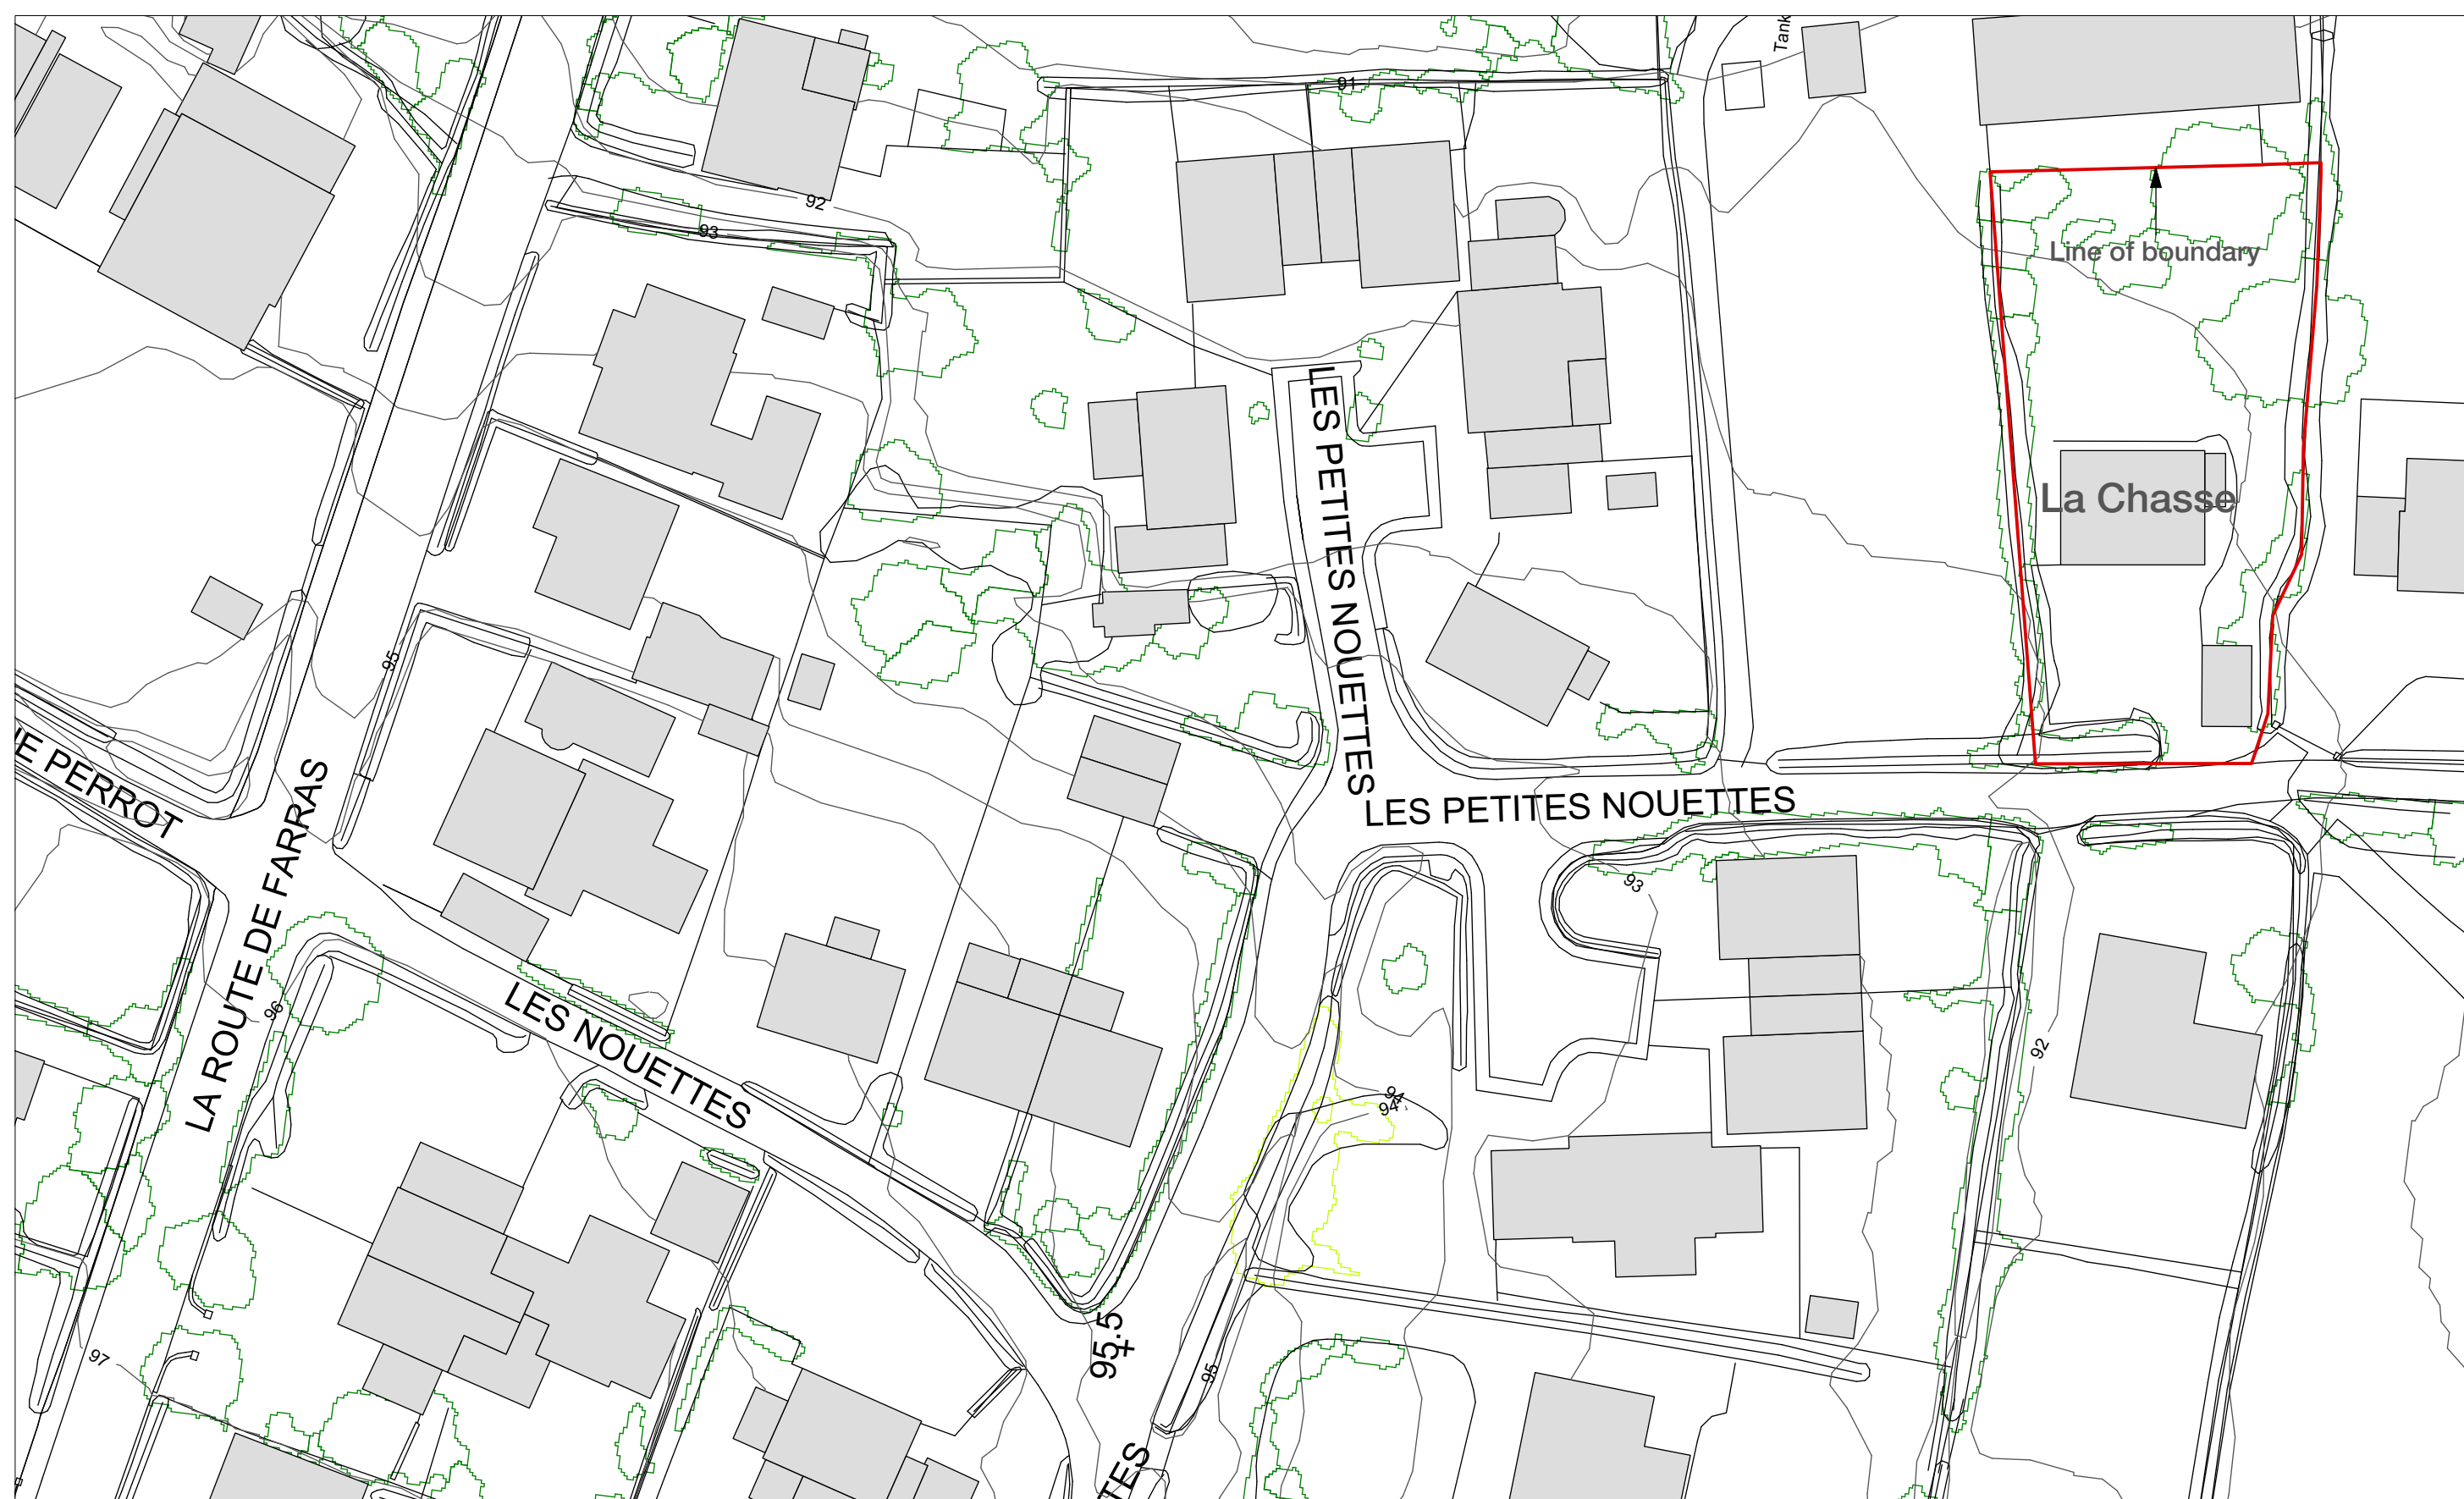 Tank
91
92
93
Line of boundary
LES PETITES NOUETTES
La Chasse
95
LES PETITES NOUETTES
LA ROUTE DE FARRAS
PERROT
93
96
LES NOUETTES
92
94
94
95.5
95
97